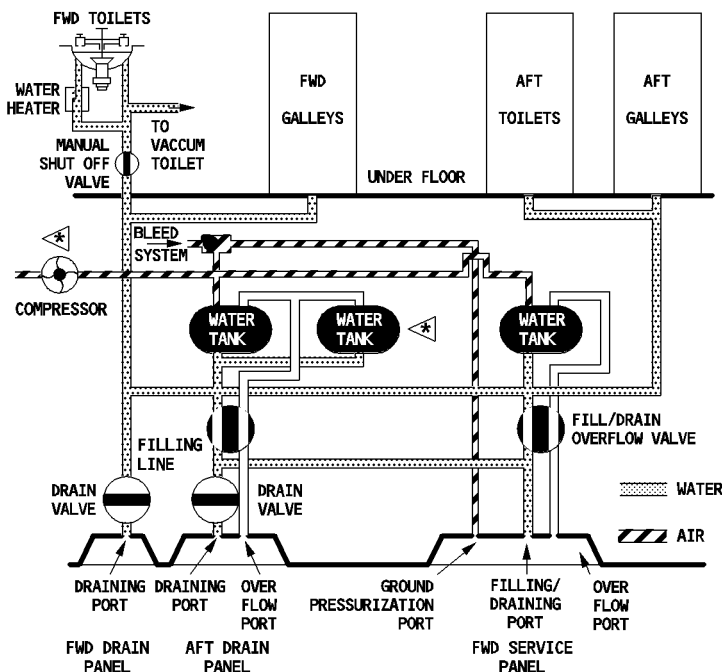 FWD TOILETS
WATER
HEATER
TO
VACCUM
TOILET
MANUAL
SHUT OFF
VALVE
FWD
GALLEYS
AFT
TOILETS
AFT
GALLEYS
UNDER FLOOR
*
BLEED
SYSTEM
COMPRESSOR
WATER
TANK
WATER
TANK
*
WATER
TANK
FILLING
LINE
FILL/DRAIN
OVERFLOW VALVE
DRAIN
VALVE
DRAIN
VALVE
WATER
AIR
DRAINING
PORT
DRAINING
PORT
OVER
FLOW
PORT
GROUND
PRESSURIZATION
PORT
FILLING/
DRAINING
PORT
OVER
FLOW
PORT
FWD DRAIN
PANEL
AFT DRAIN
PANEL
FWD SERVICE
PANEL